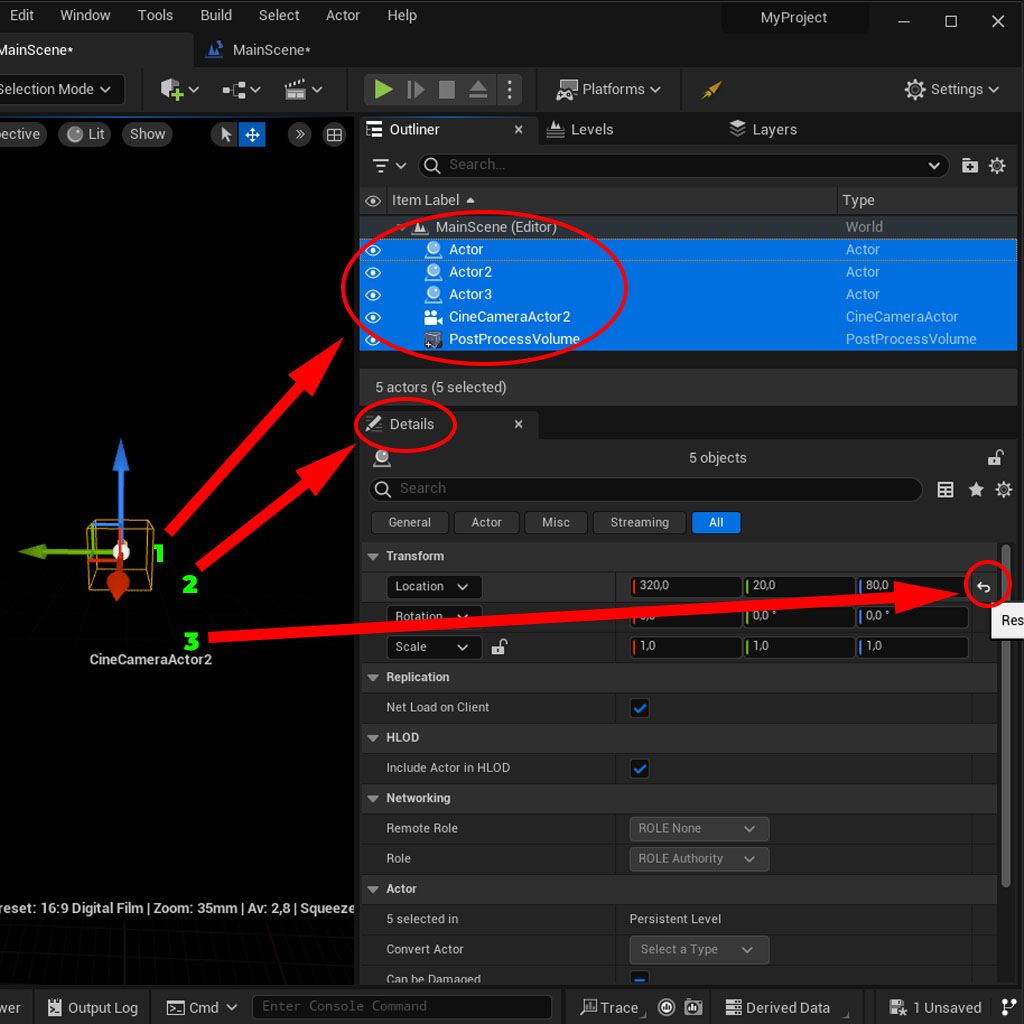 Edit Window Tools Build Select Actor Help MyProject
MainScene* MainScene*
Selection Mode Platforms Settings
pective Lit Show
Outliner Levels Layers
Search...
Item Label Type
MainScene (Editor) World
Actor Actor
Actor2 Actor
Actor3 Actor
CineCameraActor2 CineCameraActor
PostProcessVolume PostProcessVolume
5 actors (5 selected)
Details
5 objects
Search
General Actor Misc Streaming All
Transform
Location 320,0 20,0 80,0
Rotation 0,0 ° 0,0 °
Res
Scale 1,0 1,0 1,0
1
2
3
CineCameraActor2
Replication
Net Load on Client
HLOD
Include Actor in HLOD
Networking
Remote Role ROLE None
Role ROLE Authority
Actor
reset: 16:9 Digital Film | Zoom: 35mm | Av: 2,8 | Squeeze
5 selected in Persistent Level
Convert Actor Select a Type
Can be Damaged
wer Output Log Cmd Enter Console Command Trace Derived Data 1 Unsaved